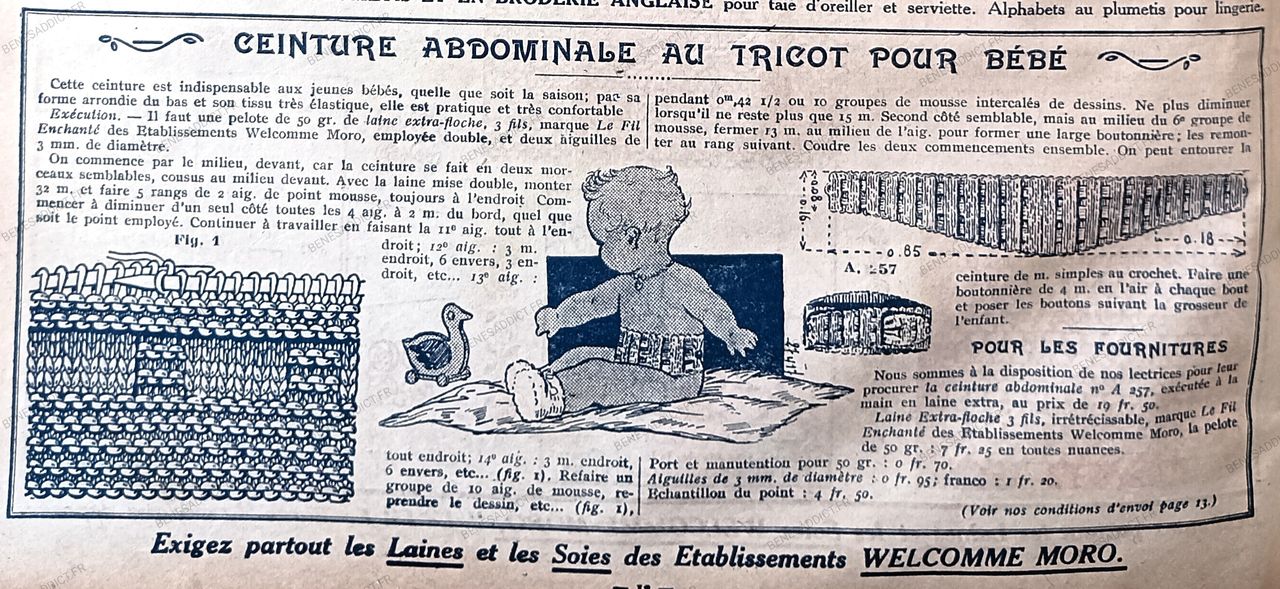 ET EN BRODERIE ANGLAISE pour taie d'oreiller et serviette. Alphabets au plumetis pour lingerie.
CEINTURE ABDOMINALE AU TRICOT POUR BÉBÉ
Cette ceinture est indispensable aux jeunes bébés, quelle que soit la saison; par sa
forme arrondie du bas et son tissu très élastique, elle est pratique et très confortable
Exécution. — Il faut une pelote de 50 gr. de laine extra-floche, 3 fils, marque Le Fil
Enchanté des Etablissements Welcomme Moro, employée double, et deux aiguilles de
3 mm. de diamètre.
On commence par le milieu, devant, car la ceinture se fait en deux mor-
ceaux semblables, cousus au milieu devant. Avec la laine mise double, monter
32 m. et faire 5 rangs de 2 aig. de point mousse, toujours à l'endroit Com-
mencer à diminuer d'un seul côté toutes les 4 aig. à 2 m. du bord, quel que
soit le point employé. Continuer à travailler en faisant la 11e aig. tout à l'en-
droit; 12e aig. : 3 m.
endroit, 6 envers, 3 en-
droit, etc... 13e aig. :
Fig. 1
tout endroit; 14e aig. : 3 m. endroit,
6 envers, etc... (fig. 1). Refaire un
groupe de 10 aig. de mousse, re-
prendre le dessin, etc... (fig. 1),
pendant 0m,42 1/2 ou 10 groupes de mousse intercalés de dessins. Ne plus diminuer
lorsqu'il ne reste plus que 15 m. Second côté semblable, mais au milieu du 6e groupe de
mousse, fermer 13 m. au milieu de l'aig. pour former une large boutonnière; les remon-
ter au rang suivant. Coudre les deux commencements ensemble. On peut entourer la
0.08
0.16
0.85
0.18
A. 257
ceinture de m. simples au crochet. Faire une
boutonnière de 4 m. en l'air à chaque bout
et poser les boutons suivant la grosseur de
l'enfant.
POUR LES FOURNITURES
Nous sommes à la disposition de nos lectrices pour leur
procurer la ceinture abdominale no A 257, exécutée à la
main en laine extra, au prix de 19 fr. 50.
Laine Extra-floche 3 fils, irrétrécissable, marque Le Fil
Enchanté des Etablissements Welcomme Moro, la pelote
de 50 gr. : 7 fr. 25 en toutes nuances.
Port et manutention pour 50 gr. : 0 fr. 70.
Aiguilles de 3 mm. de diamètre : 0 fr. 95; franco : 1 fr. 20.
Echantillon du point : 4 fr. 50.
(Voir nos conditions d'envoi page 13.)
Exigez partout les Laines et les Soies des Etablissements WELCOMME MORO.
BENESADDICT.FR